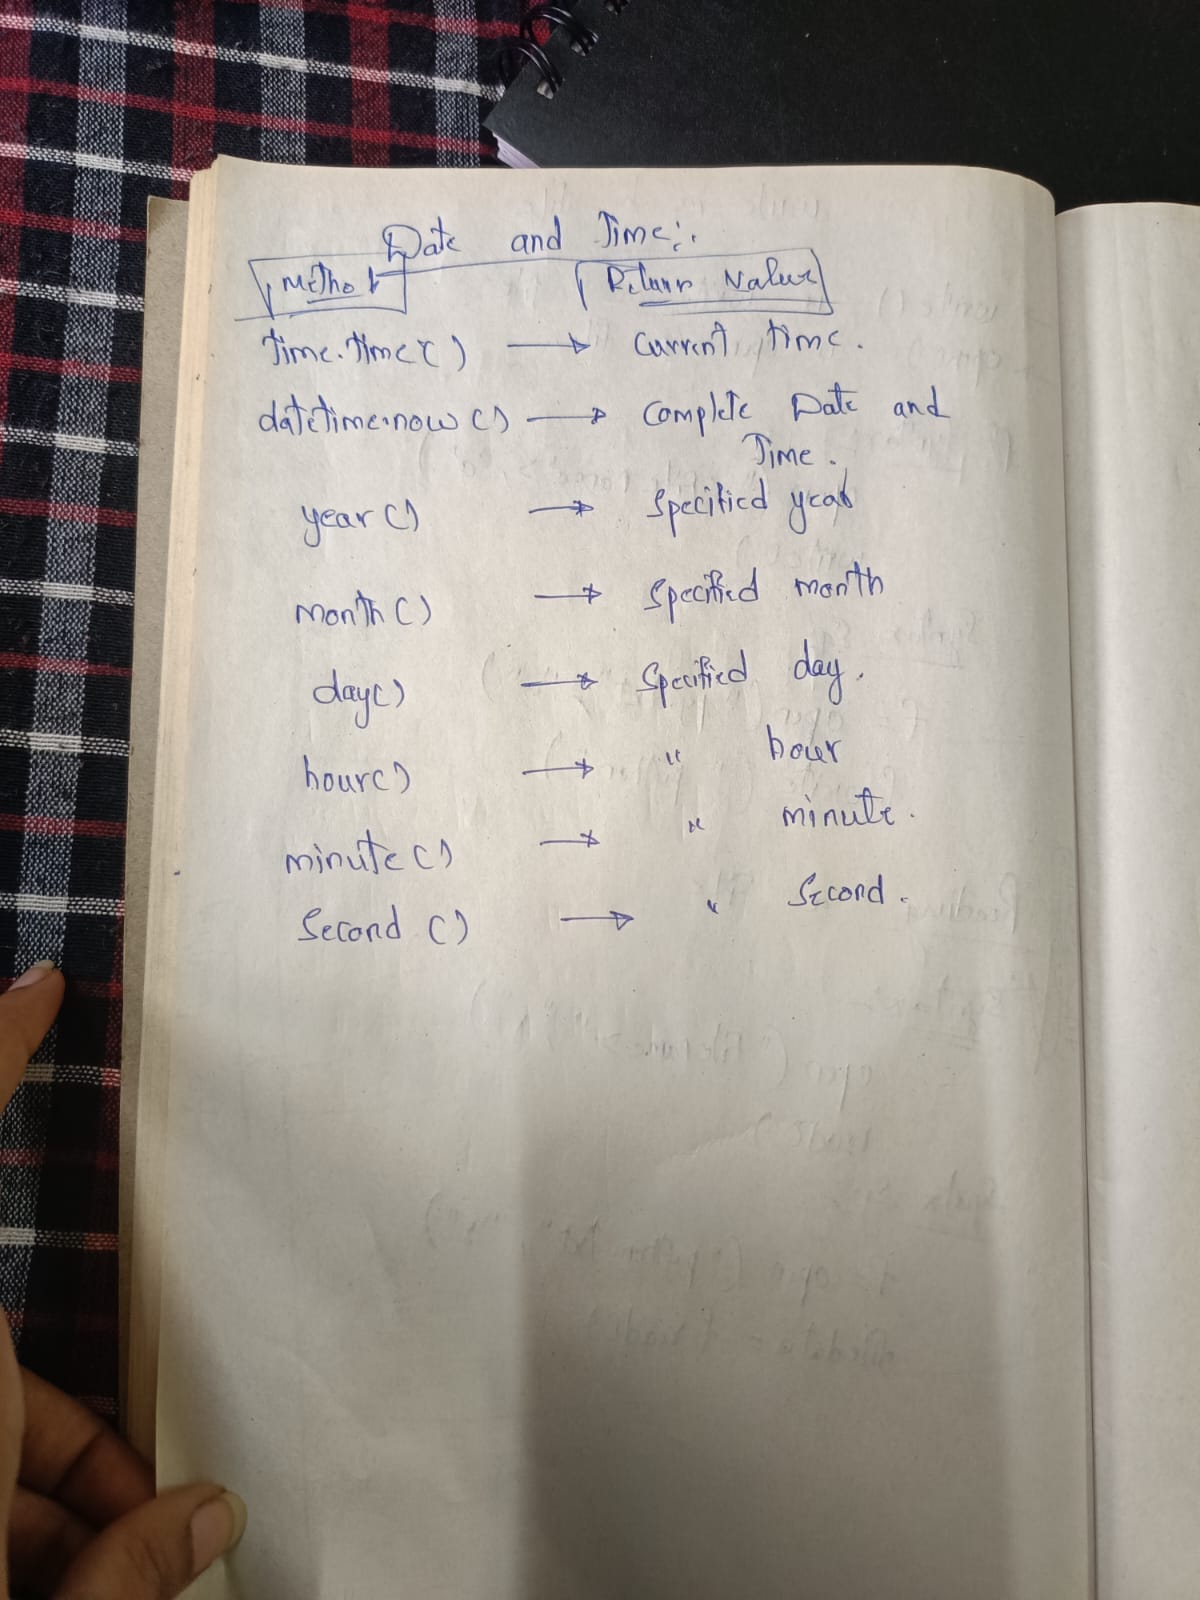 Date and Time:.
Method Return Value
Time.Time() → Current time.
datetime.now() → Complete Date and
Time.
year() → Specified year
month() → Specified month
day() → Specified day.
hour() → " hour
minute() → " minute.
Second () → " Second.